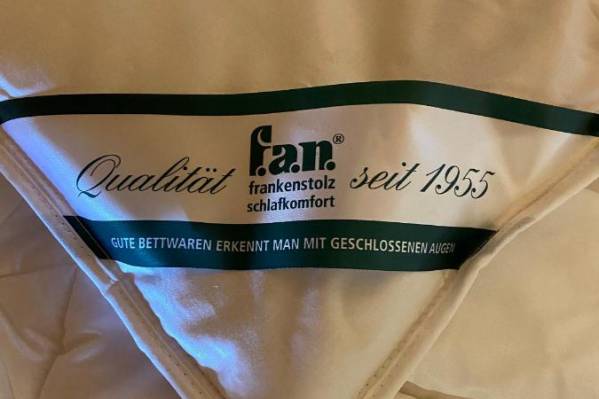 Qualität f.a.n.® seit 1955
frankenstolz
schlafkomfort
GUTE BETTWAREN ERKENNT MAN MIT GESCHLOSSENEN AUGEN